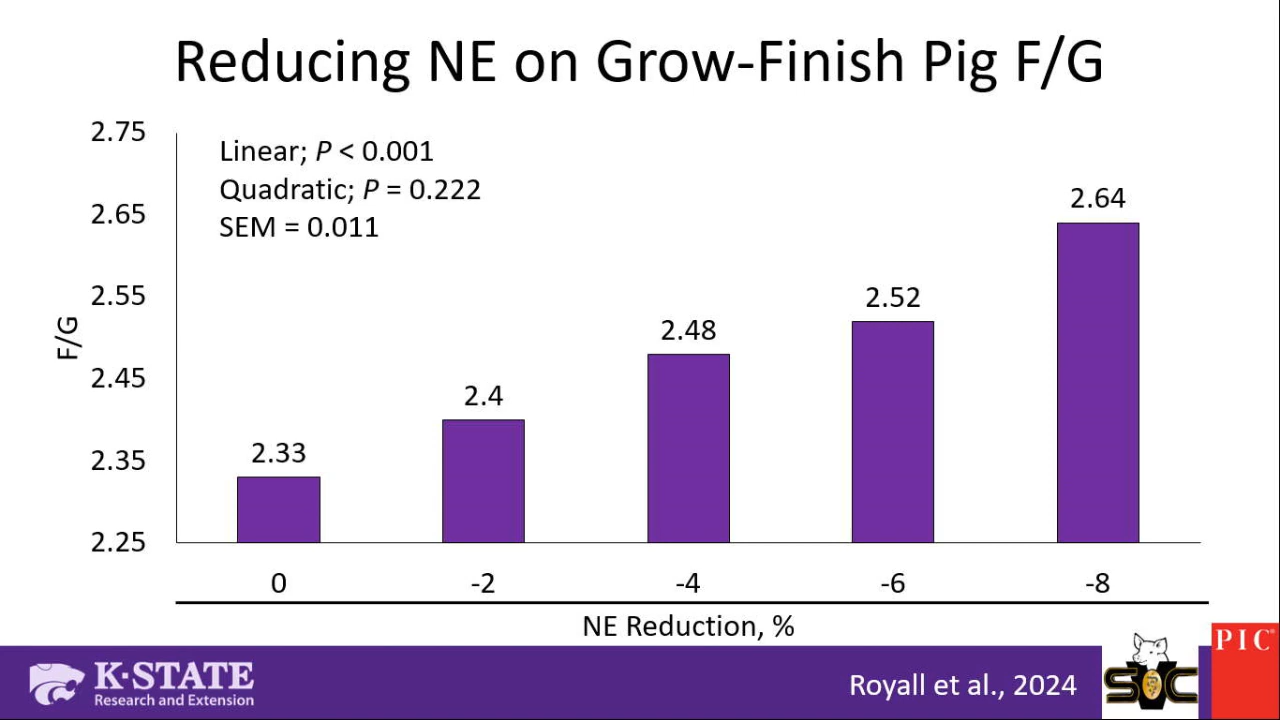 Reducing NE on Grow-Finish Pig F/G
Linear; P < 0.001
Quadratic; P = 0.222
SEM = 0.011
F/G
2.75
2.65
2.55
2.45
2.35
2.25
2.33
2.4
2.48
2.52
2.64
0 -2 -4 -6 -8
NE Reduction, %
K-STATE
Research and Extension
Royall et al., 2024
SVC
PIC